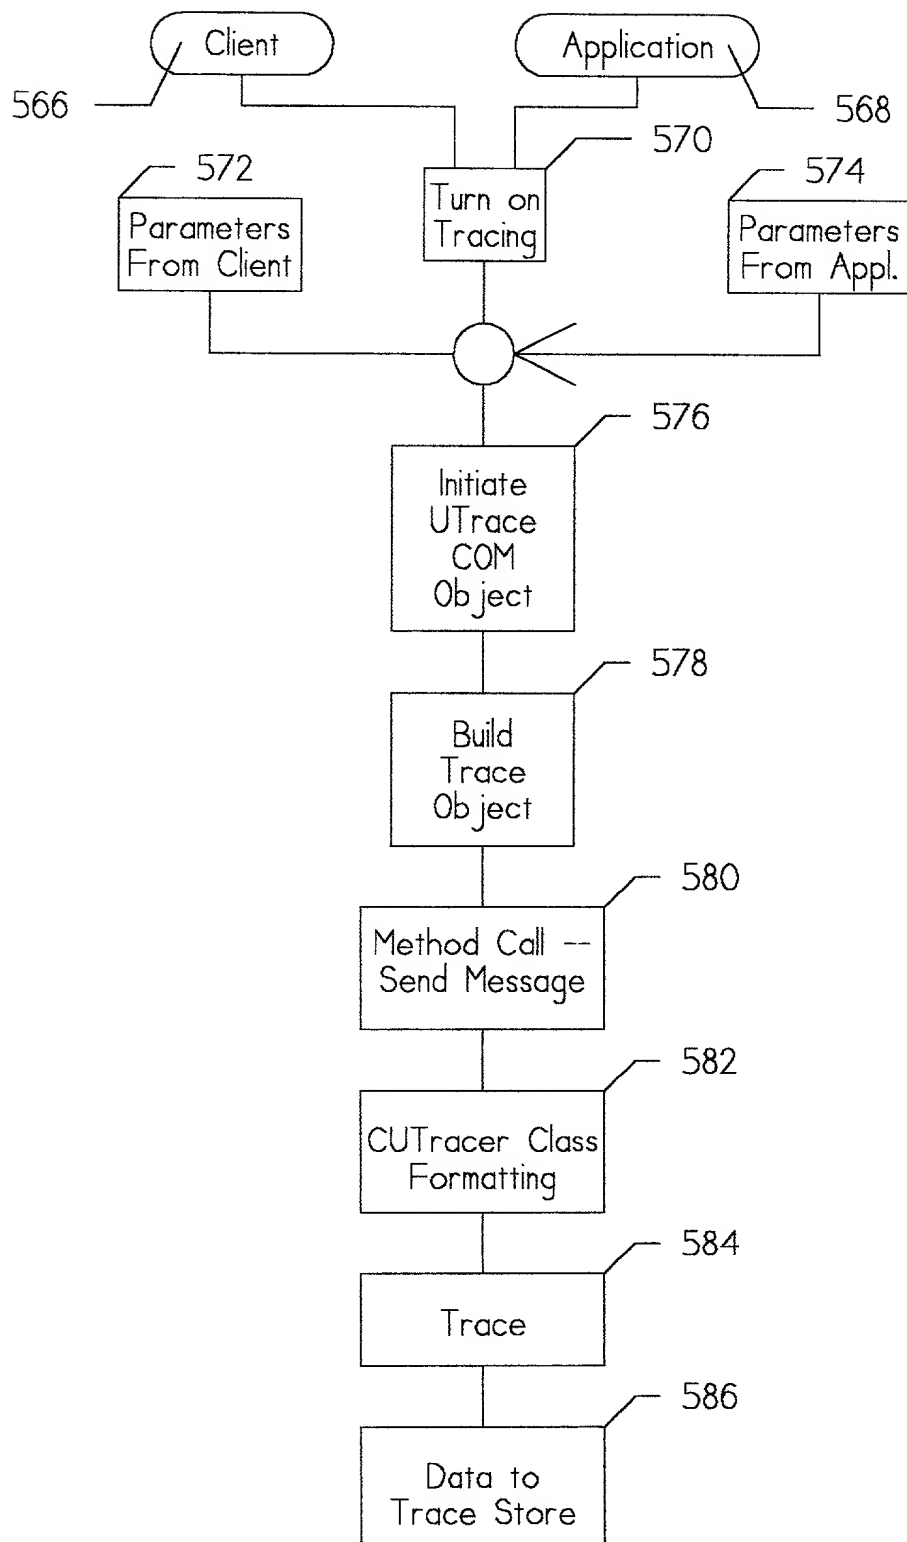 Client
Application
566
568
570
572
574
Turn on
Tracing
Parameters
From Client
Parameters
From Appl.
576
Initiate
UTrace
COM
Object
578
Build
Trace
Object
580
Method Call --
Send Message
582
CUTracer Class
Formatting
584
Trace
586
Data to
Trace Store